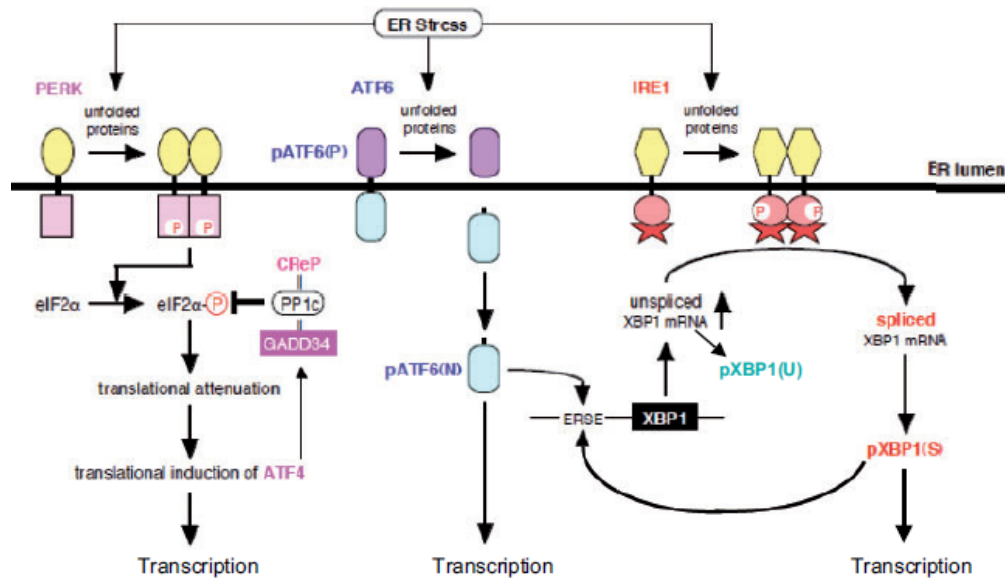 ER Stress
PERK
unfolded
proteins
ATF6
unfolded
proteins
IRE1
unfolded
proteins
pATF6(P)
ER lumen
P
P
P
P
CReP
eIF2α
eIF2α-P
PP1c
GADD34
unspliced
XBP1 mRNA
spliced
XBP1 mRNA
pXBP1(U)
translational attenuation
pATF6(N)
ERSE
XBP1
translational induction of ATF4
pXBP1(S)
Transcription
Transcription
Transcription